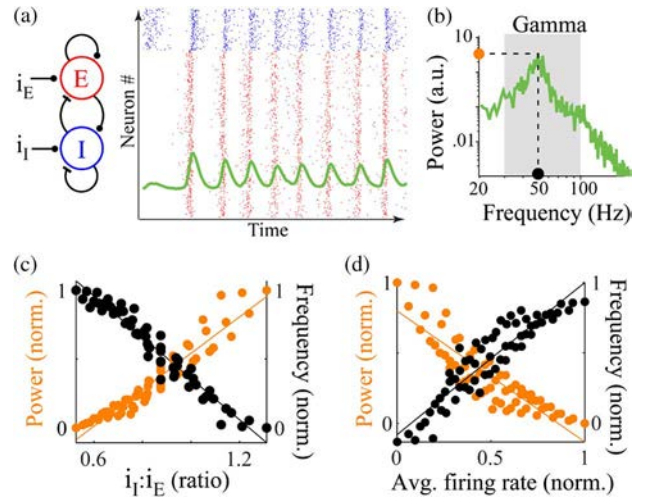 (a)
i_E
E
i_I
I
Neuron #
Time
(b)
Gamma
Power (a.u.)
10
.01
20
50
100
Frequency (Hz)
(c)
Power (norm.)
1
0
1
0
Frequency (norm.)
0.6
1.2
i_I:i_E (ratio)
(d)
Power (norm.)
1
0
1
0
Frequency (norm.)
0
0.5
1
Avg. firing rate (norm.)